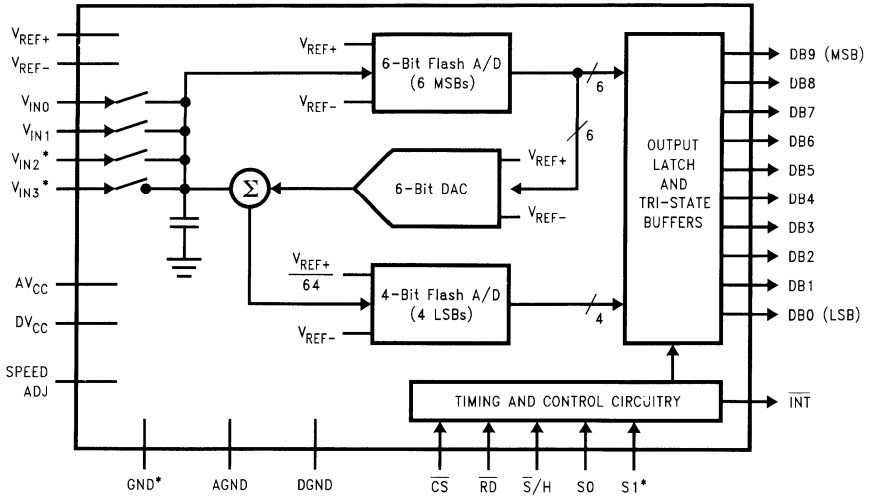 VREF+
VREF-
VIN0
VIN1
VIN2*
VIN3*
AVCC
DVCC
SPEED
ADJ
VREF+
VREF-
6-Bit Flash A/D
(6 MSBs)
6
6
VREF+
VREF-
6-Bit DAC
Σ
VREF+
64
VREF-
4-Bit Flash A/D
(4 LSBs)
4
OUTPUT
LATCH
AND
TRI-STATE
BUFFERS
DB9 (MSB)
DB8
DB7
DB6
DB5
DB4
DB3
DB2
DB1
DB0 (LSB)
TIMING AND CONTROL CIRCUITRY
INT
GND*
AGND
DGND
CS
RD
S/H
S0
S1*